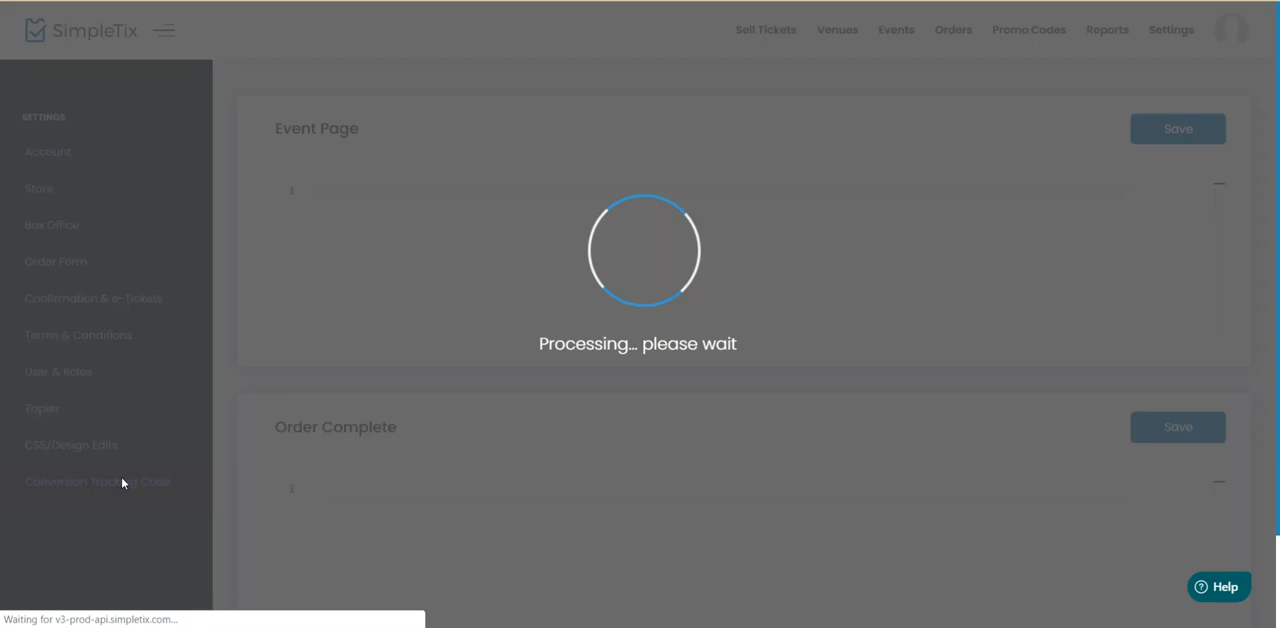 SimpleTix
Sell Tickets Venues Events Orders Promo Codes Reports Settings
SETTINGS
Account
Store
Box Office
Order Form
Confirmation & e-Tickets
Terms & Conditions
User & Roles
Topler
CSS/Design Edits
Conversion Tracking Code
Event Page
Save
1
Processing... please wait
Order Complete
Save
1
Help
Waiting for v3-prod-api.simpletix.com...